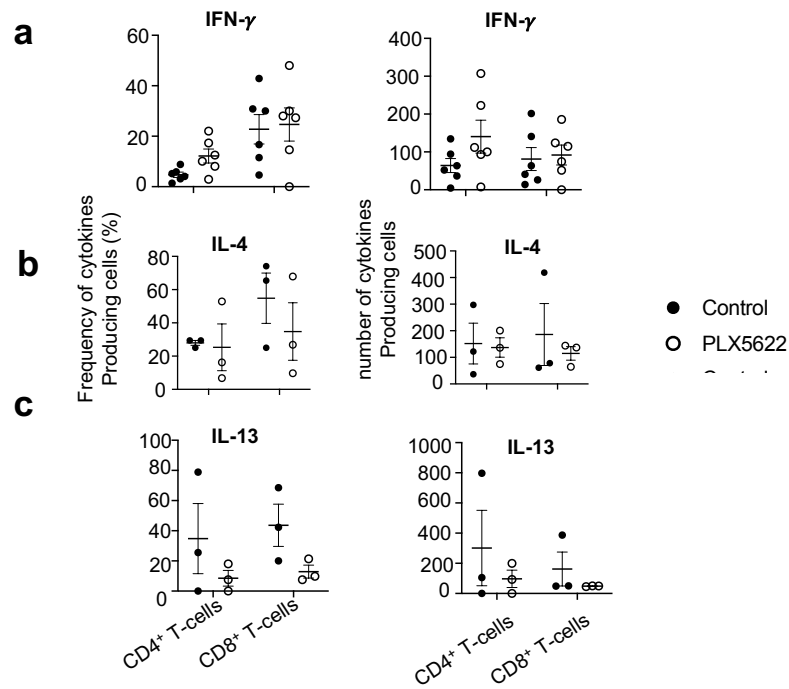 a
IFN-γ
60
40
20
0
IFN-γ
400
300
200
100
0
Frequency of cytokines
Producing cells (%)
number of cytokines
Producing cells
b
IL-4
80
60
40
20
0
IL-4
500
400
300
200
100
0
Control
PLX5622
c
IL-13
100
80
60
40
20
0
CD4⁺ T-cells
CD8⁺ T-cells
IL-13
1000
800
600
400
200
0
CD4⁺ T-cells
CD8⁺ T-cells